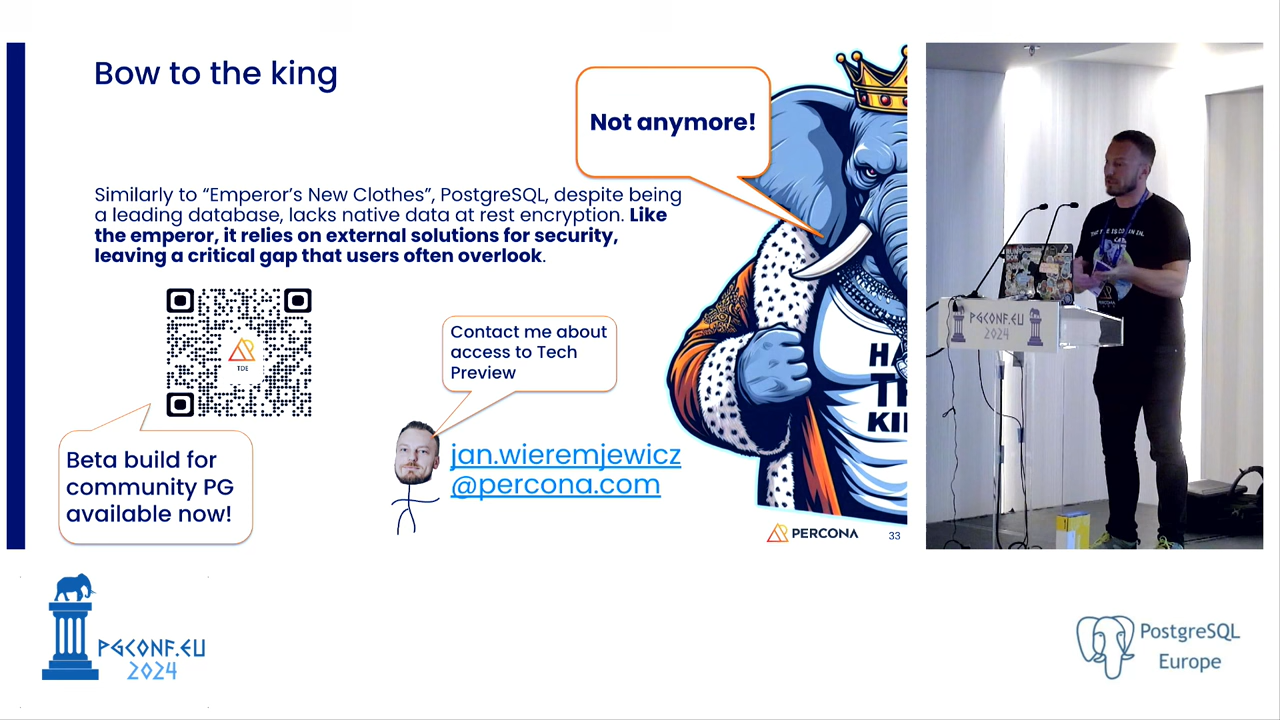 Bow to the king
Not anymore!
Similarly to “Emperor’s New Clothes”, PostgreSQL, despite being
a leading database, lacks native data at rest encryption. Like
the emperor, it relies on external solutions for security,
leaving a critical gap that users often overlook.
TDE
Contact me about
access to Tech
Preview
Beta build for
community PG
available now!
jan.wieremjewicz
@percona.com
PERCONA
33
PGCONF.EU
2024
PGCONF.EU
2024
PostgreSQL
Europe